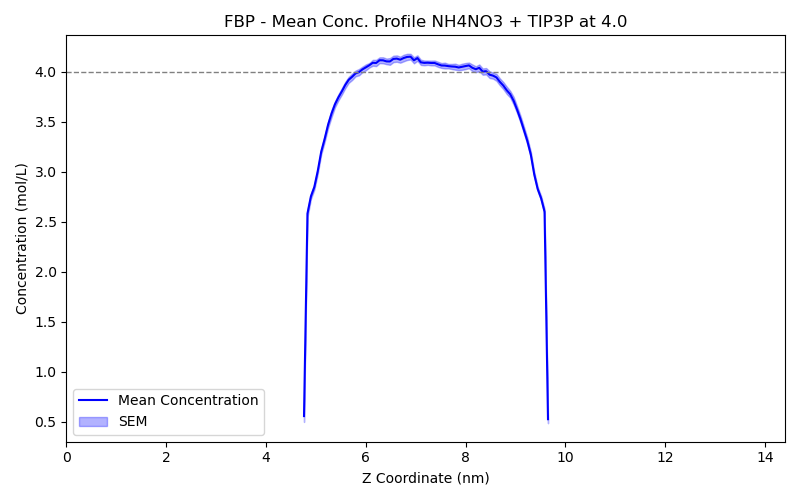 FBP - Mean Conc. Profile NH4NO3 + TIP3P at 4.0
Concentration (mol/L)
4.0
3.5
3.0
2.5
2.0
1.5
1.0
0.5
Mean Concentration
SEM
0 2 4 6 8 10 12 14
Z Coordinate (nm)